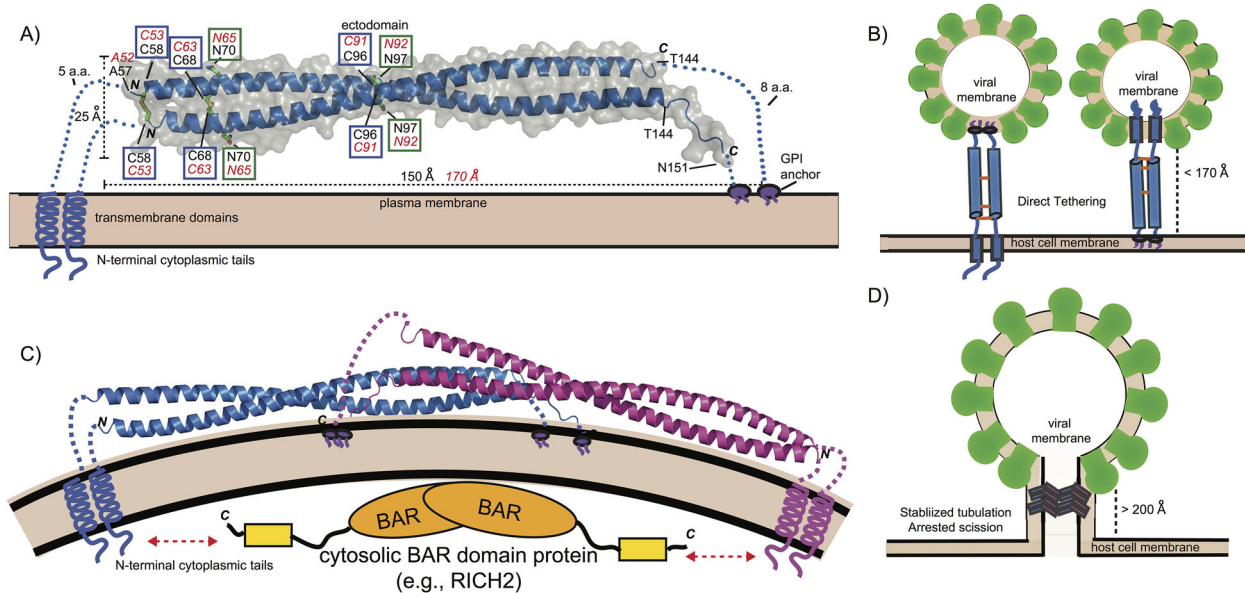 A)
ectodomain
C53
C63
N65
C91
N92
A52
C58
C68
N70
C96
N97
C
T144
A57
N
5 a.a.
8 a.a.
25 Å
N
T144
C58
C53
C68
C63
N70
N65
C96
C91
N97
N92
C
N151
GPI
anchor
150 Å 170 Å
plasma membrane
transmembrane domains
N-terminal cytoplasmic tails
B)
viral
membrane
viral
membrane
< 170 Å
Direct Tethering
host cell membrane
C)
N
C
N
BAR
BAR
C
C
cytosolic BAR domain protein
(e.g., RICH2)
N-terminal cytoplasmic tails
D)
viral
membrane
Stabliized tubulation
Arrested scission
> 200 Å
host cell membrane